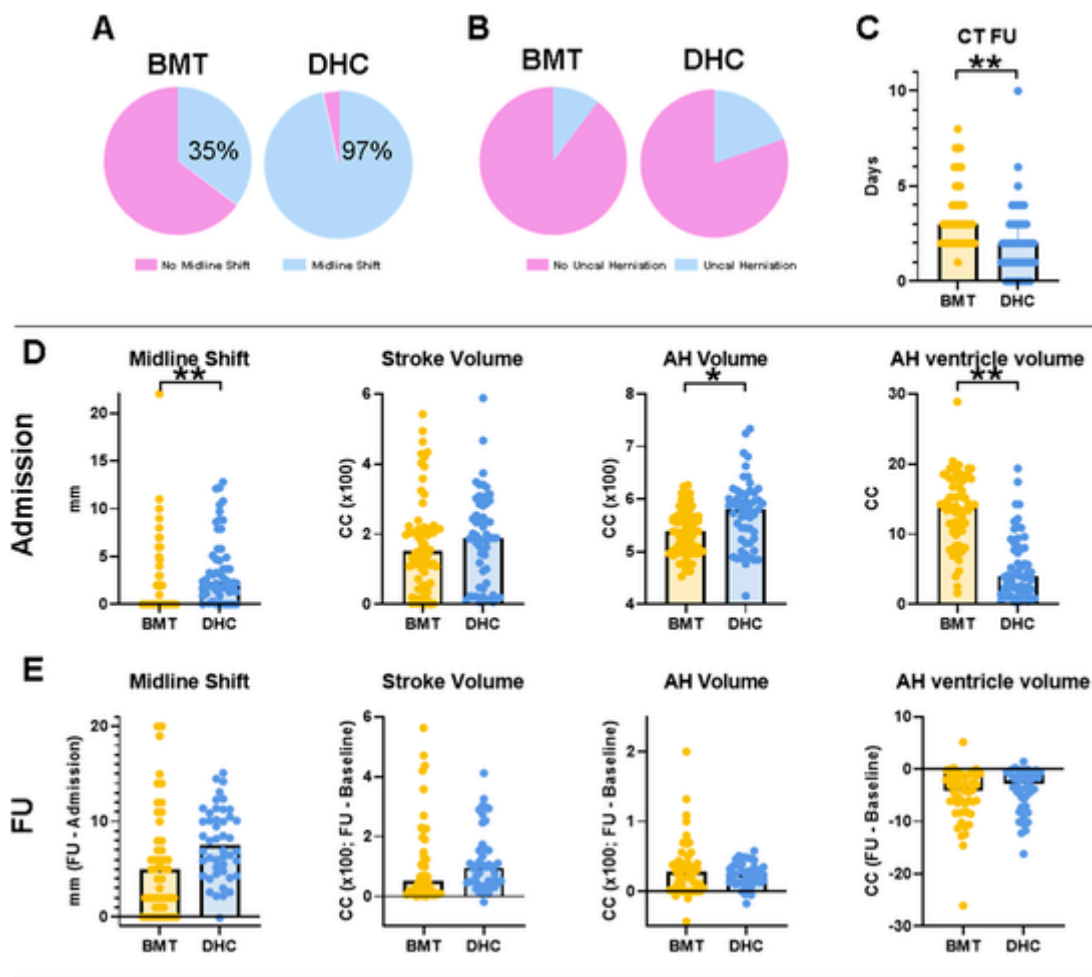 A
BMT
DHC
35%
97%
No Midline Shift
Midline Shift
B
BMT
DHC
No Uncal Herniation
Uncal Herniation
C
CT FU
**
10
5
0
Days
BMT
DHC
D
Admission
Midline Shift
**
20
15
10
5
0
mm
BMT
DHC
Stroke Volume
6
4
2
0
CC (x100)
BMT
DHC
AH Volume
*
8
7
6
5
4
CC (x100)
BMT
DHC
AH ventricle volume
**
30
20
10
0
CC
BMT
DHC
E
FU
Midline Shift
20
10
0
mm (FU - Admission)
BMT
DHC
Stroke Volume
6
4
2
0
CC (x100; FU - Baseline)
BMT
DHC
AH Volume
2
1
0
CC (x100; FU - Baseline)
BMT
DHC
AH ventricle volume
10
0
-10
-20
-30
CC (FU - Baseline)
BMT
DHC